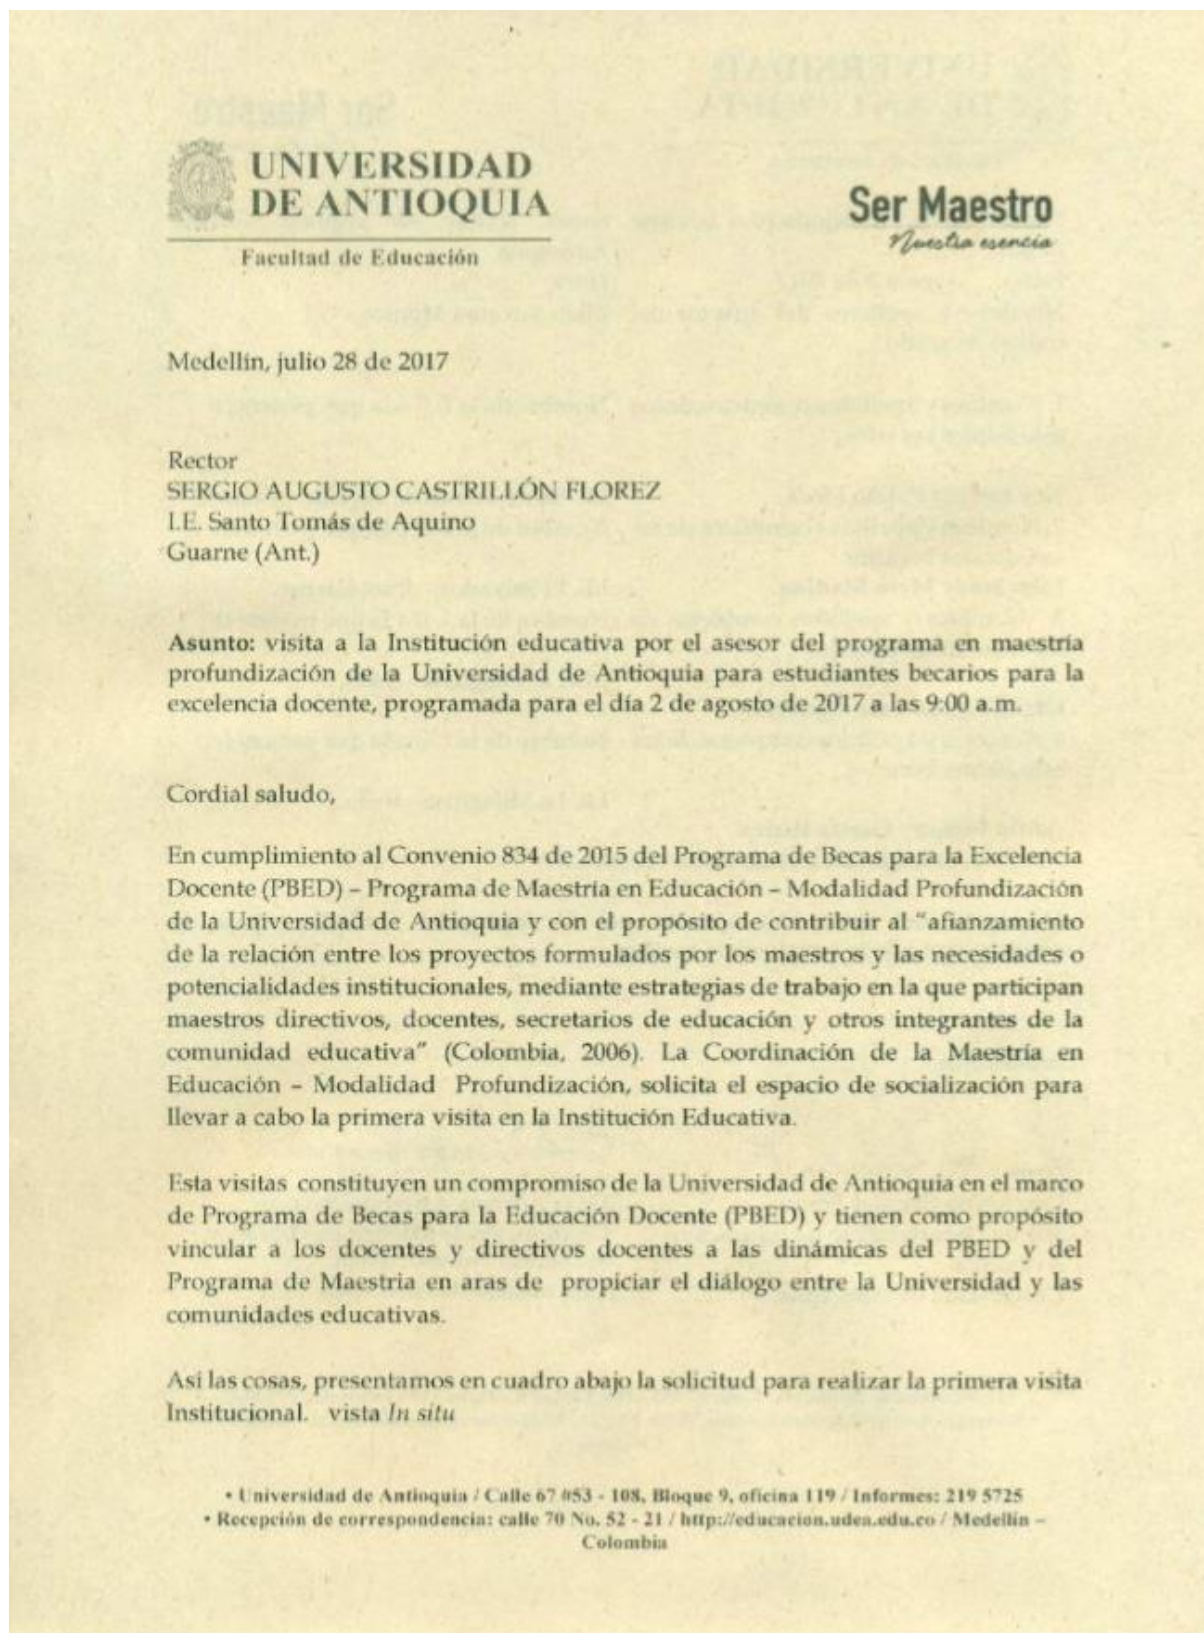 UNIVERSIDAD
DE ANTIOQUIA
Facultad de Educación
Ser Maestro
Nuestra esencia
Medellín, julio 28 de 2017
Rector
SERGIO AUGUSTO CASTRILLÓN FLOREZ
I.E. Santo Tomás de Aquino
Guarne (Ant.)
Asunto: visita a la Institución educativa por el asesor del programa en maestría
profundización de la Universidad de Antioquia para estudiantes becarios para la
excelencia docente, programada para el día 2 de agosto de 2017 a las 9:00 a.m.
Cordial saludo,
En cumplimiento al Convenio 834 de 2015 del Programa de Becas para la Excelencia
Docente (PBED) – Programa de Maestría en Educación – Modalidad Profundización
de la Universidad de Antioquia y con el propósito de contribuir al "afianzamiento
de la relación entre los proyectos formulados por los maestros y las necesidades o
potencialidades institucionales, mediante estrategias de trabajo en la que participan
maestros directivos, docentes, secretarios de educación y otros integrantes de la
comunidad educativa" (Colombia, 2006). La Coordinación de la Maestría en
Educación – Modalidad Profundización, solicita el espacio de socialización para
llevar a cabo la primera visita en la Institución Educativa.
Esta visitas constituyen un compromiso de la Universidad de Antioquia en el marco
de Programa de Becas para la Educación Docente (PBED) y tienen como propósito
vincular a los docentes y directivos docentes a las dinámicas del PBED y del
Programa de Maestria en aras de propiciar el diálogo entre la Universidad y las
comunidades educativas.
Así las cosas, presentamos en cuadro abajo la solicitud para realizar la primera visita
Institucional. vista In situ
• Universidad de Antioquia / Calle 67 #53 - 108, Bloque 9, oficina 119 / Informes: 219 5725
• Recepción de correspondencia: calle 70 No. 52 - 21 / http://educacion.udea.edu.co / Medellín –
Colombia